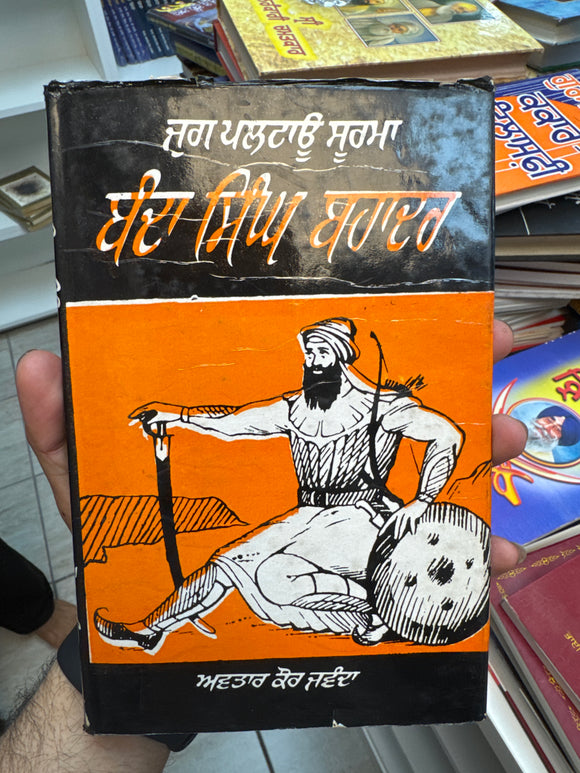 ਜੁਗ ਪਲਟਾਊ ਸੂਰਮਾ
ਬੰਦਾ ਸਿੰਘ ਬਹਾਦਰ
ਅਵਤਾਰ ਕੌਰ ਜਵੰਦਾ